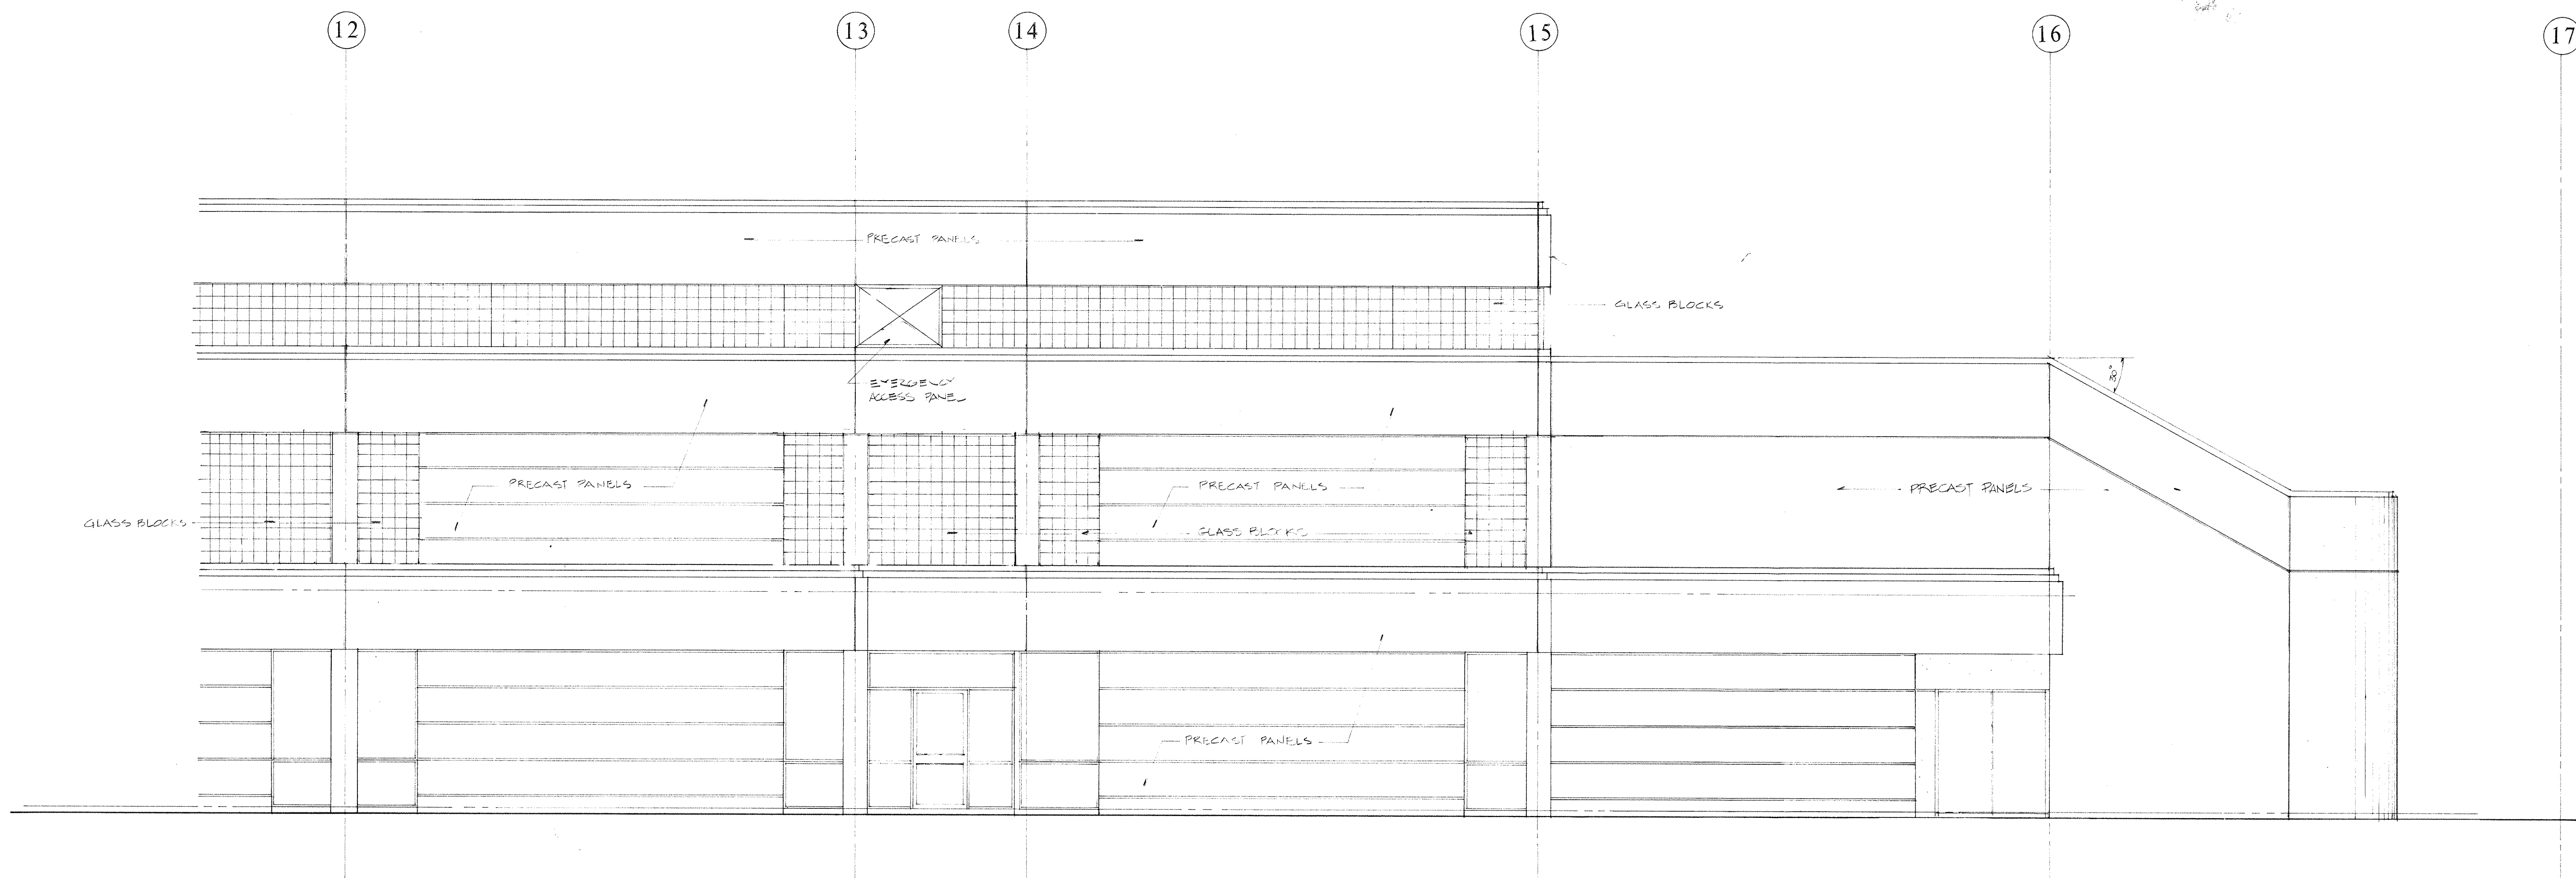 12
13
14
15
16
17
PRECAST PANELS
GLASS BLOCKS
EMERGENCY
ACCESS PANEL
30°
PRECAST PANELS
PRECAST PANELS
PRECAST PANELS
GLASS BLOCKS
GLASS BLOCKS
PRECAST PANELS